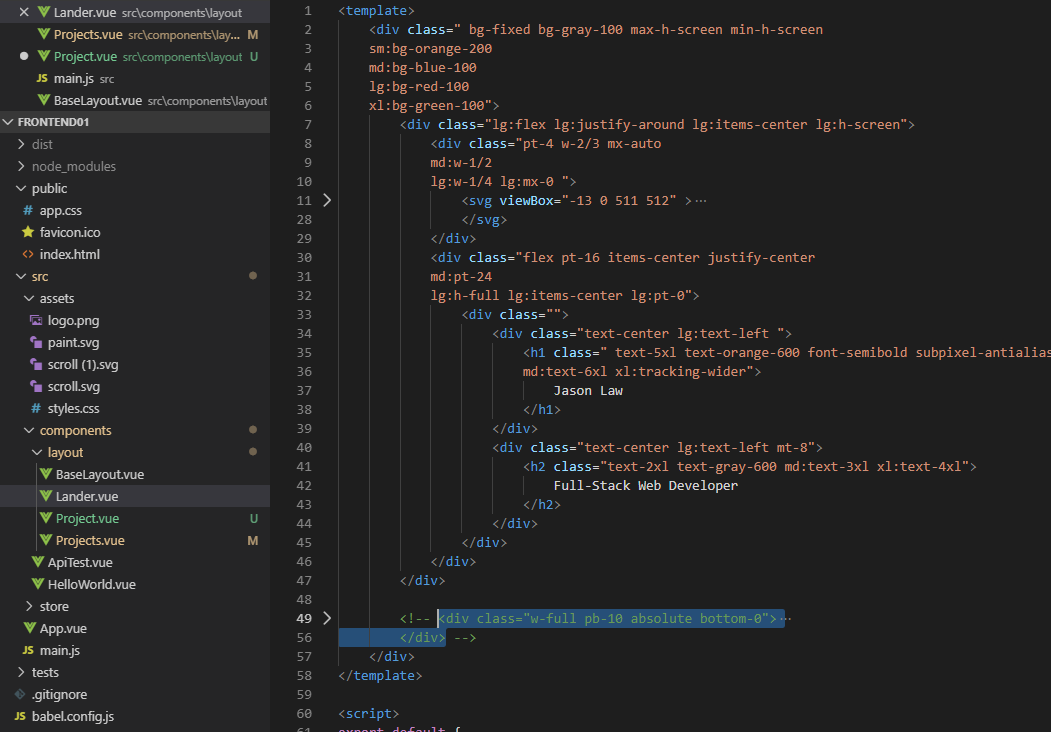 Lander.vue src\components\layout
Projects.vue src\components\lay... M
Project.vue src\components\layout U
JS main.js src
BaseLayout.vue src\components\layout
FRONTEND01
dist
node_modules
public
# app.css
favicon.ico
<> index.html
src
assets
logo.png
paint.svg
scroll (1).svg
scroll.svg
# styles.css
components
layout
BaseLayout.vue
Lander.vue
Project.vue U
Projects.vue M
ApiTest.vue
HelloWorld.vue
store
App.vue
JS main.js
tests
.gitignore
JS babel.config.js
1 <template>
2 <div class=" bg-fixed bg-gray-100 max-h-screen min-h-screen
3 sm:bg-orange-200
4 md:bg-blue-100
5 lg:bg-red-100
6 xl:bg-green-100">
7 <div class="lg:flex lg:justify-around lg:items-center lg:h-screen">
8 <div class="pt-4 w-2/3 mx-auto
9 md:w-1/2
10 lg:w-1/4 lg:mx-0 ">
11 <svg viewBox="-13 0 511 512" >...
28 </svg>
29 </div>
30 <div class="flex pt-16 items-center justify-center
31 md:pt-24
32 lg:h-full lg:items-center lg:pt-0">
33 <div class="">
34 <div class="text-center lg:text-left ">
35 <h1 class=" text-5xl text-orange-600 font-semibold subpixel-antialias
36 md:text-6xl xl:tracking-wider">
37 Jason Law
38 </h1>
39 </div>
40 <div class="text-center lg:text-left mt-8">
41 <h2 class="text-2xl text-gray-600 md:text-3xl xl:text-4xl">
42 Full-Stack Web Developer
43 </h2>
44 </div>
45 </div>
46 </div>
47 </div>
48
49 <!-- <div class="w-full pb-10 absolute bottom-0">...
56 </div> -->
57 </div>
58 </template>
59
60 <script>
61 export default {